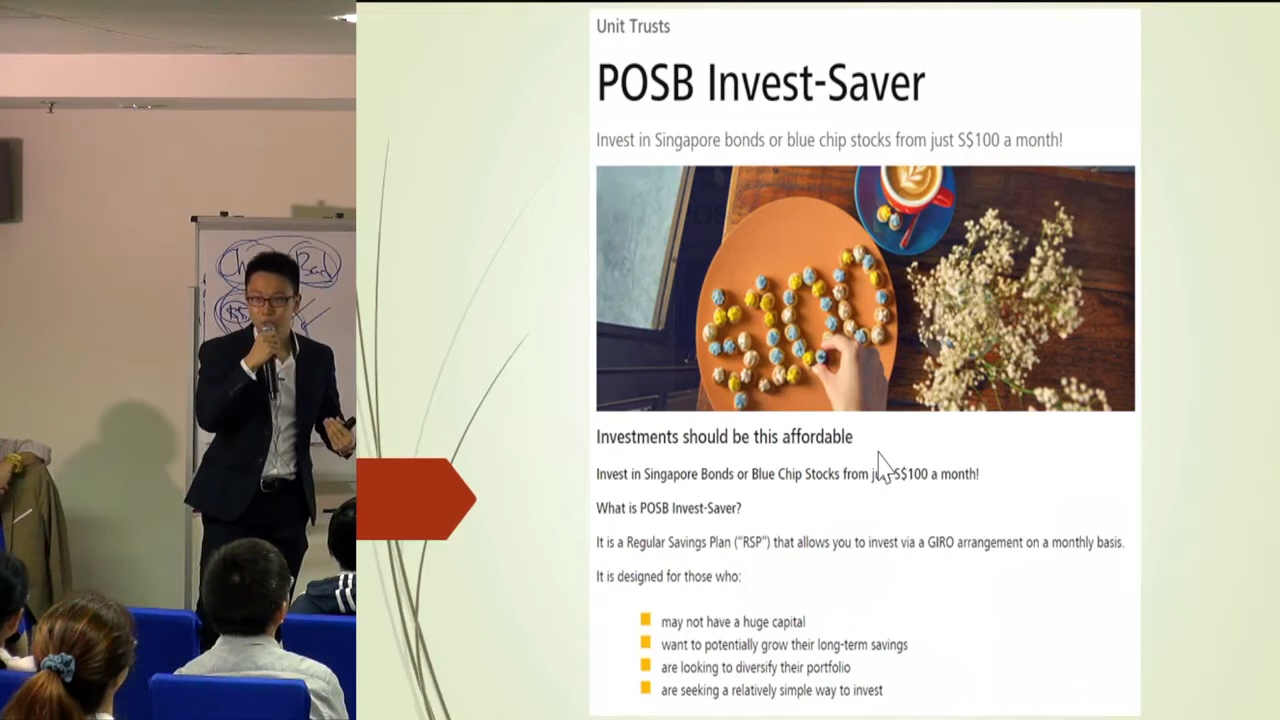 Unit Trusts
POSB Invest-Saver
Invest in Singapore bonds or blue chip stocks from just S$100 a month!
$100
Investments should be this affordable
Invest in Singapore Bonds or Blue Chip Stocks from just S$100 a month!
What is POSB Invest-Saver?
It is a Regular Savings Plan (“RSP”) that allows you to invest via a GIRO arrangement on a monthly basis.
It is designed for those who:
may not have a huge capital
want to potentially grow their long-term savings
are looking to diversify their portfolio
are seeking a relatively simple way to invest
Bad